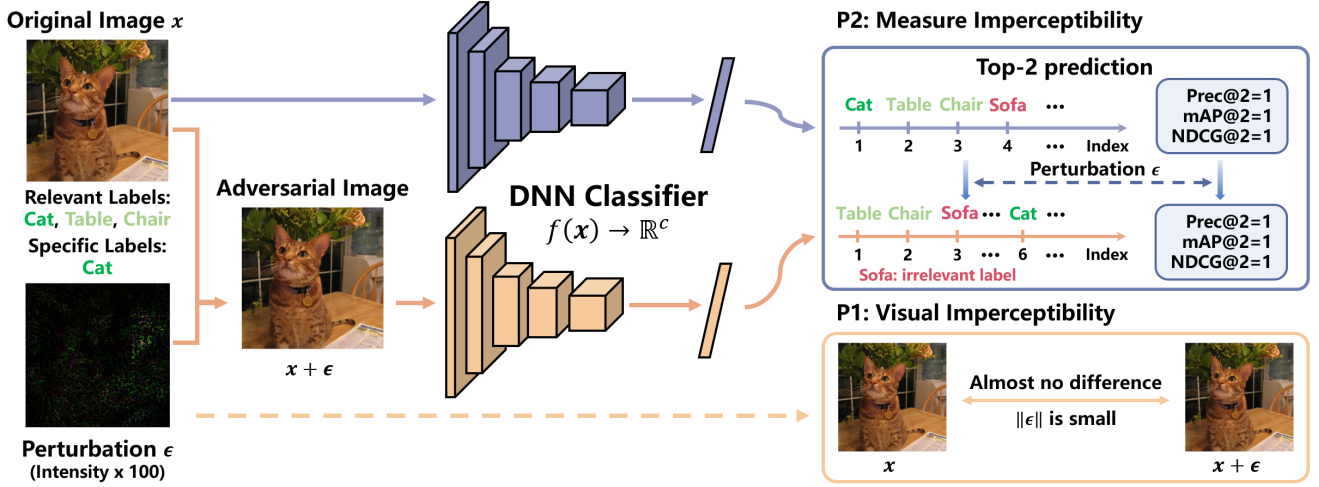 Original Image x
Relevant Labels:
Cat, Table, Chair
Specific Labels:
Cat
Perturbation ϵ
(Intensity x 100)
Adversarial Image
x + ϵ
DNN Classifier
f(x) → ℝᶜ
P2: Measure Imperceptibility
Top-2 prediction
Cat Table Chair Sofa •••
1 2 3 4 ••• Index
Prec@2=1
mAP@2=1
NDCG@2=1
Perturbation ϵ
Table Chair Sofa ••• Cat •••
1 2 3 ••• 6 ••• Index
Sofa: irrelevant label
Prec@2=1
mAP@2=1
NDCG@2=1
P1: Visual Imperceptibility
Almost no difference
‖ϵ‖ is small
x
x + ϵ